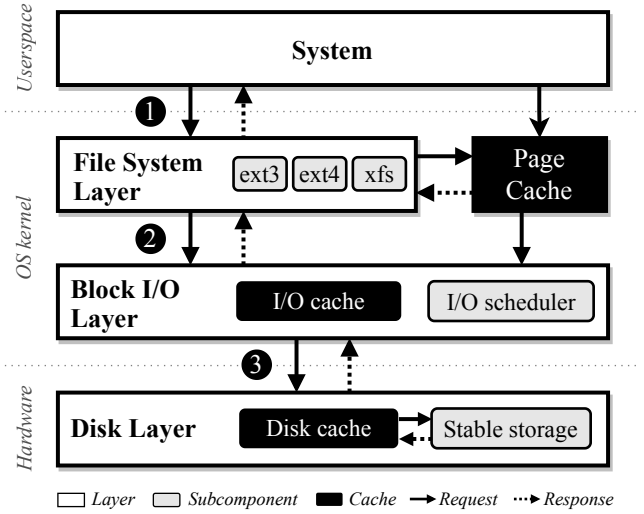 Userspace
System
1
File System
Layer
ext3
ext4
xfs
Page
Cache
OS kernel
2
Block I/O
Layer
I/O cache
I/O scheduler
3
Hardware
Disk Layer
Disk cache
Stable storage
Layer
Subcomponent
Cache
Request
Response